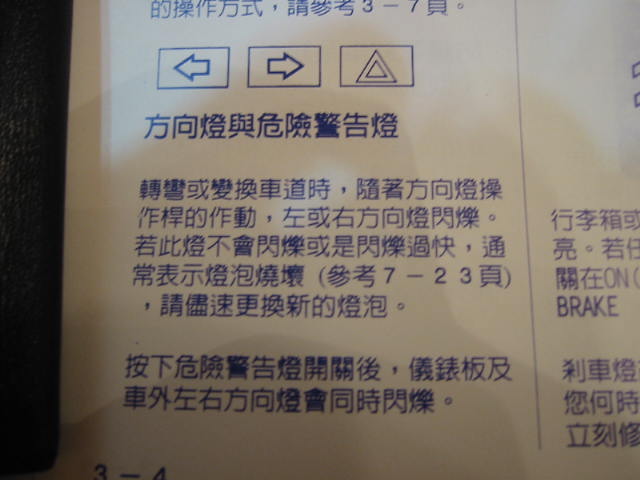 的操作方式，請參考3－7頁。
方向燈與危險警告燈
轉彎或變換車道時，隨著方向燈操
作桿的作動，左或右方向燈閃爍。
若此燈不會閃爍或是閃爍過快，通
常表示燈泡燒壞（參考7－23頁）
，請儘速更換新的燈泡。
按下危險警告燈開關後，儀錶板及
車外左右方向燈會同時閃爍。
3－4
行李箱或
亮。若任
關在ON(
BRAKE
剎車燈
您何時
立刻修